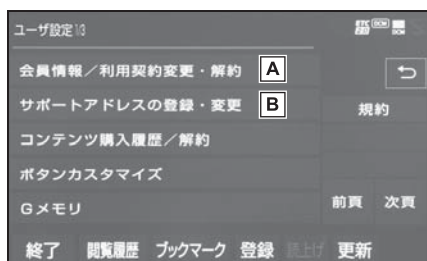 ユーザ設定 1/3
会員情報／利用契約変更・解約 A
サポートアドレスの登録・変更 B
規約
コンテンツ購入履歴／解約
ボタンカスタマイズ
Gメモリ
前頁 次頁
終了 閲覧履歴 ブックマーク 登録 読上げ 更新